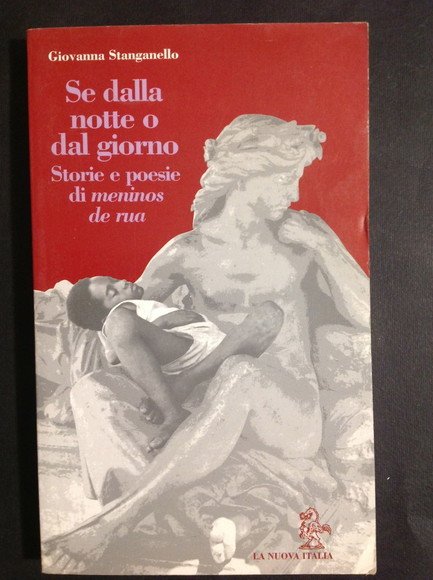 Giovanna Stanganello
Se dalla
notte o
dal giorno
Storie e poesie
di meninos
de rua
LA NUOVA ITALIA